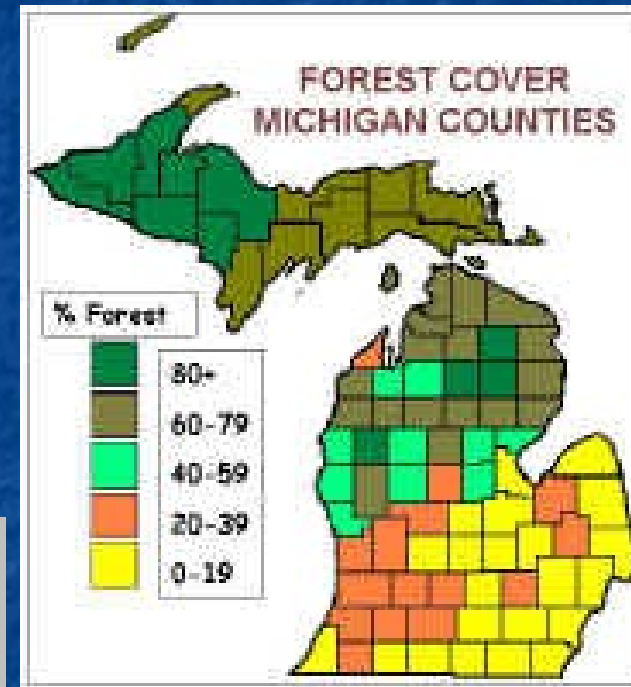 FOREST COVER
MICHIGAN COUNTIES
% Forest
80+
60-79
40-59
20-39
0-19